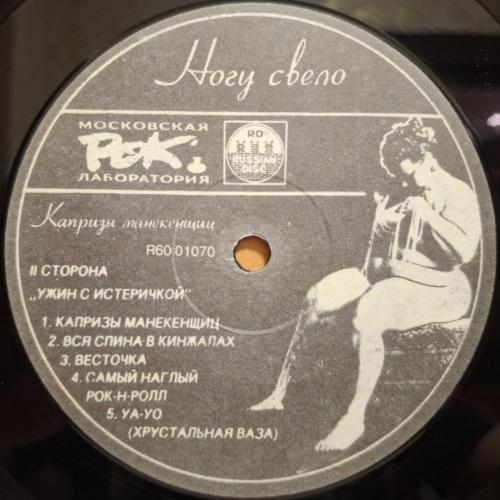 Ногу свело
МОСКОВСКАЯ
РОК
ЛАБОРАТОРИЯ
RD
RUSSIAN
DISC
Капризы манекенщиц
R60 01070
II СТОРОНА
„УЖИН С ИСТЕРИЧКОЙ"
1. КАПРИЗЫ МАНЕКЕНЩИЦ
2. ВСЯ СПИНА В КИНЖАЛАХ
3. ВЕСТОЧКА
4. САМЫЙ НАГЛЫЙ
РОК-Н-РОЛЛ
5. УА-УО
(ХРУСТАЛЬНАЯ ВАЗА)